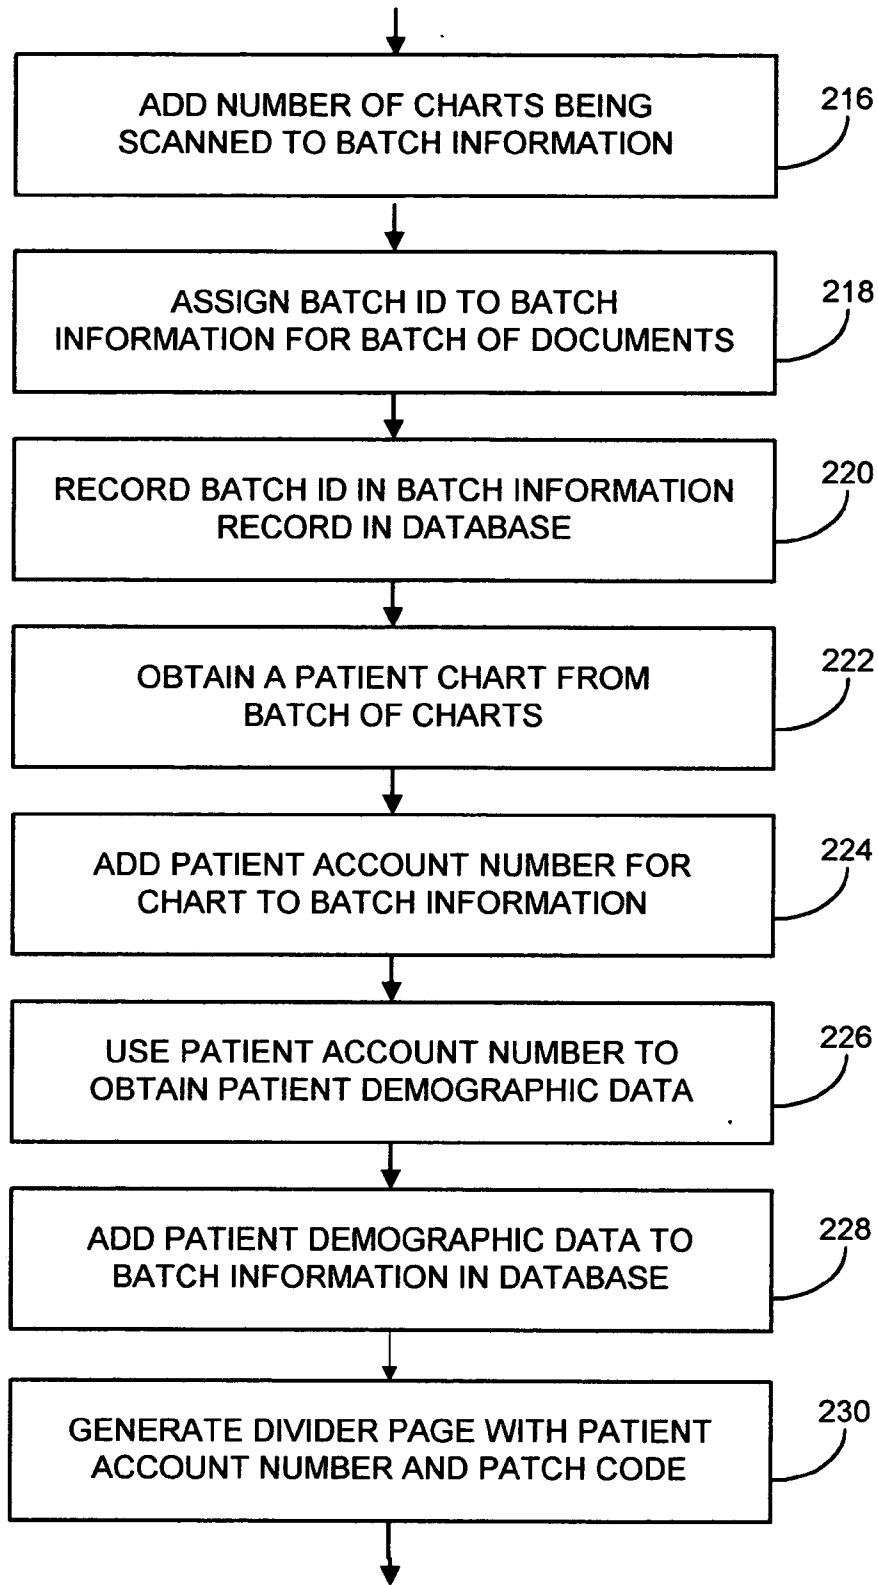 ADD NUMBER OF CHARTS BEING
SCANNED TO BATCH INFORMATION
216
ASSIGN BATCH ID TO BATCH
INFORMATION FOR BATCH OF DOCUMENTS
218
RECORD BATCH ID IN BATCH INFORMATION
RECORD IN DATABASE
220
OBTAIN A PATIENT CHART FROM
BATCH OF CHARTS
222
ADD PATIENT ACCOUNT NUMBER FOR
CHART TO BATCH INFORMATION
224
USE PATIENT ACCOUNT NUMBER TO
OBTAIN PATIENT DEMOGRAPHIC DATA
226
ADD PATIENT DEMOGRAPHIC DATA TO
BATCH INFORMATION IN DATABASE
228
GENERATE DIVIDER PAGE WITH PATIENT
ACCOUNT NUMBER AND PATCH CODE
230